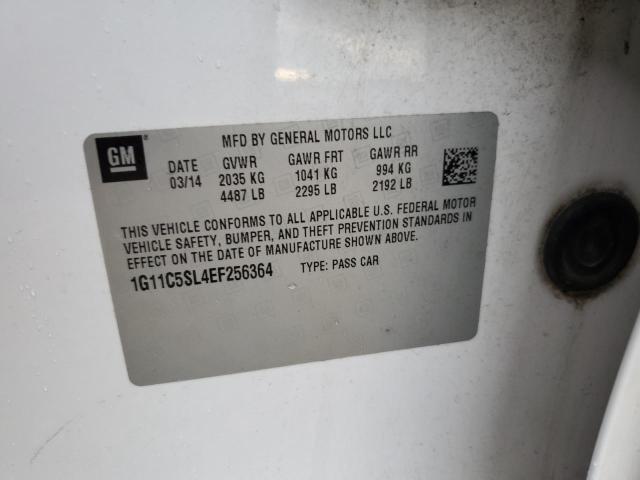 GM
MFD BY GENERAL MOTORS LLC
DATE GVWR GAWR FRT GAWR RR
03/14 2035 KG 1041 KG 994 KG
4487 LB 2295 LB 2192 LB
THIS VEHICLE CONFORMS TO ALL APPLICABLE U.S. FEDERAL MOTOR
VEHICLE SAFETY, BUMPER, AND THEFT PREVENTION STANDARDS IN
EFFECT ON THE DATE OF MANUFACTURE SHOWN ABOVE.
1G11C5SL4EF256364 TYPE: PASS CAR